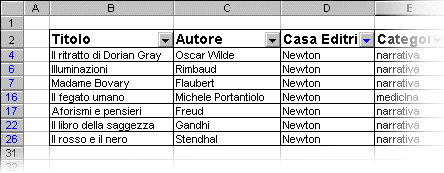 A B C D E
1
2 Titolo Autore Casa Editri Categor
4 Il ritratto di Dorian Gray Oscar Wilde Newton narrativa
6 Illuminazioni Rimbaud Newton narrativa
7 Madame Bovary Flaubert Newton narrativa
16 Il fegato umano Michele Portantiolo Newton medicina
17 Aforismi e pensieri Freud Newton narrativa
22 Il libro della saggezza Gandhi Newton narrativa
26 Il rosso e il nero Stendhal Newton narrativa
31